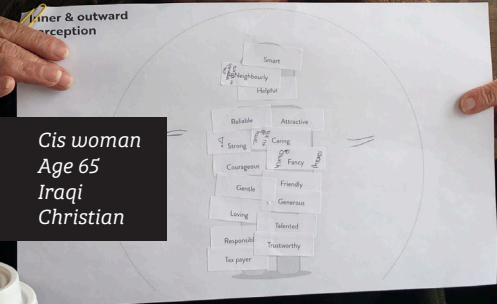 Inner & outward
perception
Smart
Neighbourly
Helpful
Reliable
Attractive
Strong
Caring
Courageous
Fancy
Gentle
Friendly
Generous
Loving
Talented
Responsibl
Trustworthy
Tax payer
Cis woman
Age 65
Iraqi
Christian